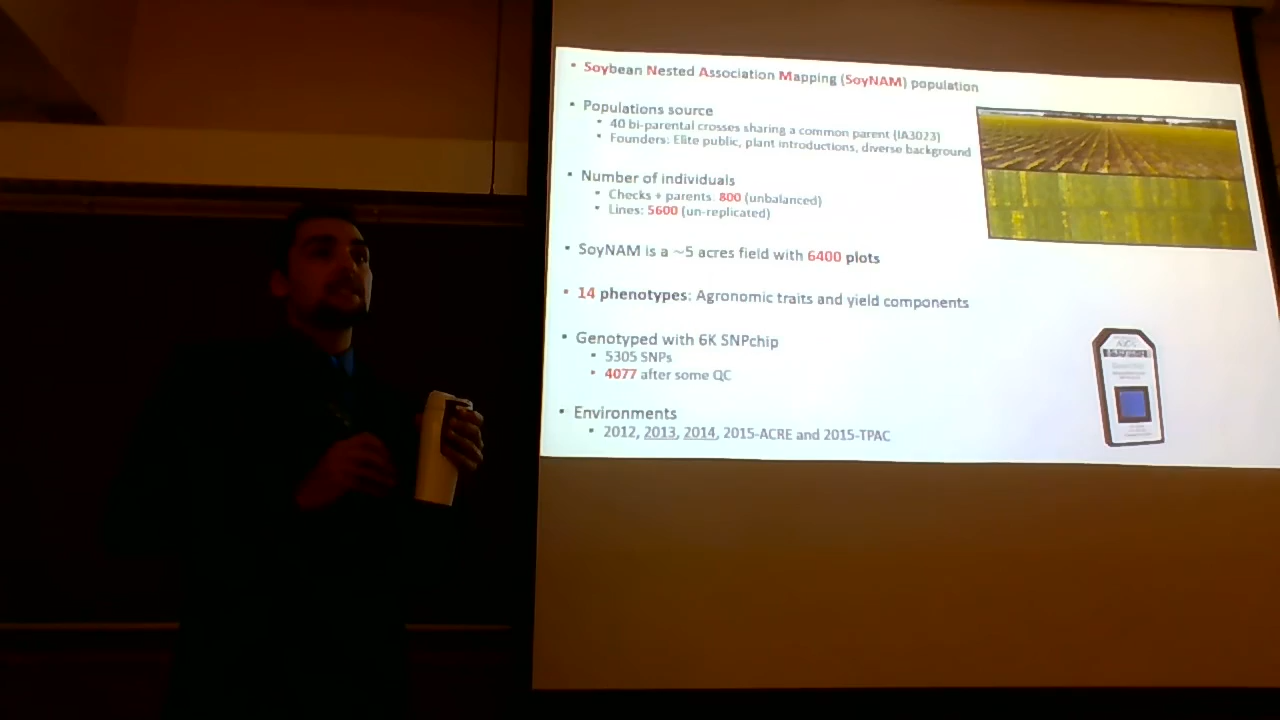 • Soybean Nested Association Mapping (SoyNAM) population
• Populations source
• 40 bi-parental crosses sharing a common parent (IA3023)
• Founders: Elite public, plant introductions, diverse background
• Number of individuals
• Checks + parents: 800 (unbalanced)
• Lines: 5600 (un-replicated)
• SoyNAM is a ~5 acres field with 6400 plots
• 14 phenotypes: Agronomic traits and yield components
• Genotyped with 6K SNPchip
• 5305 SNPs
• 4077 after some QC
• Environments
• 2012, 2013, 2014, 2015-ACRE and 2015-TPAC